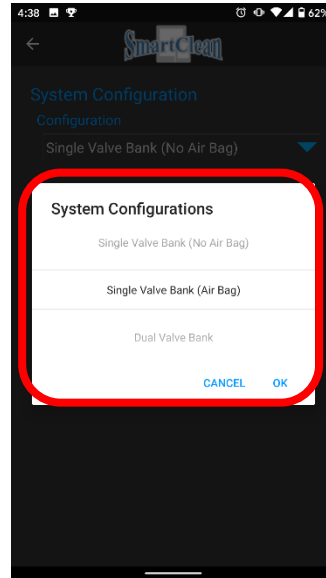 4:38 62%
SmartClean
System Configuration
Configuration
Single Valve Bank (No Air Bag)
System Configurations
Single Valve Bank (No Air Bag)
Single Valve Bank (Air Bag)
Dual Valve Bank
CANCEL OK